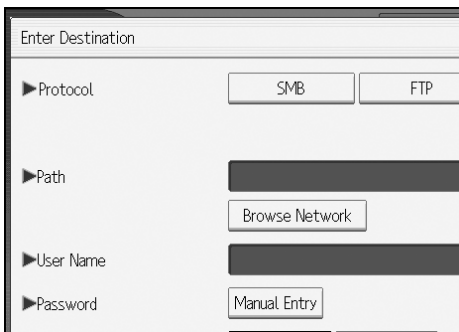 Enter Destination
▶Protocol SMB FTP
▶Path
Browse Network
▶User Name
▶Password Manual Entry